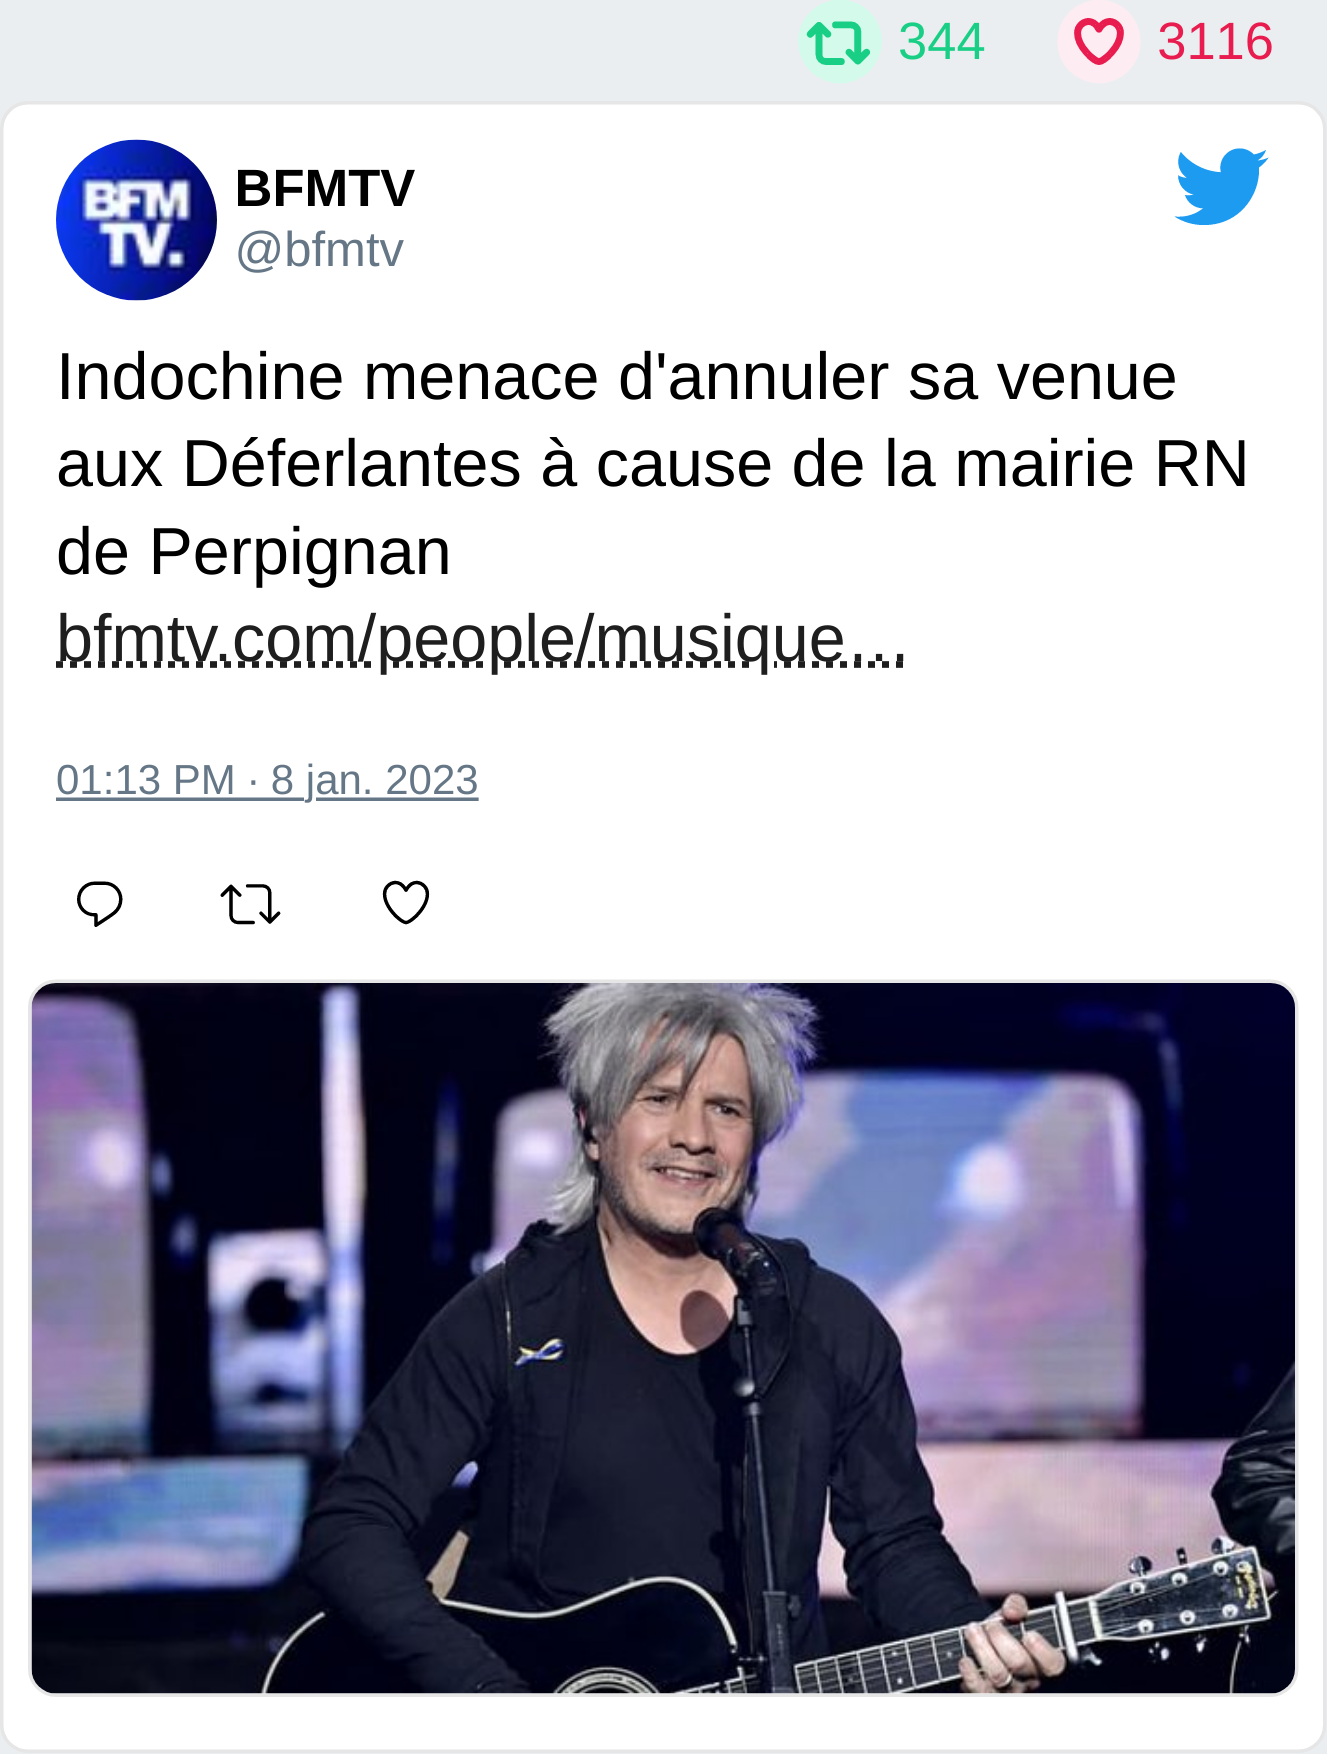 344 3116
BFM
TV.
BFMTV
@bfmtv
Indochine menace d'annuler sa venue
aux Déferlantes à cause de la mairie RN
de Perpignan
bfmtv.com/people/musique…
01:13 PM · 8 jan. 2023